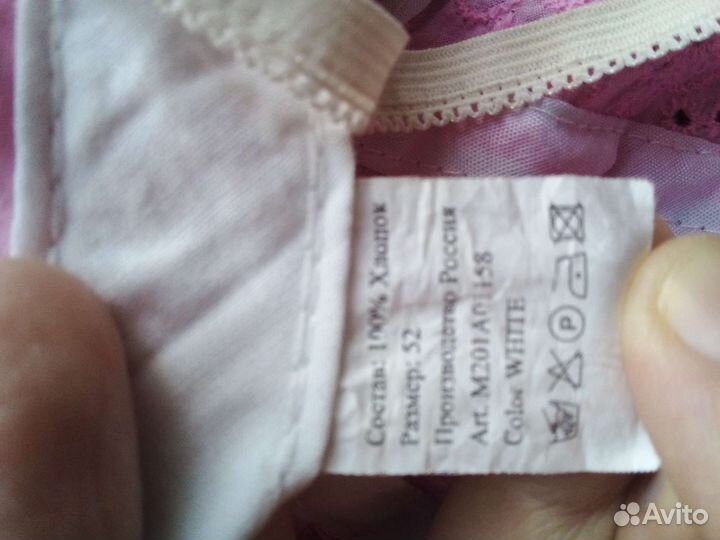 Состав: 100% Хлопок
Размер: 52
Производство Россия
Art. M201A01158
Color WHITE
P
Avito